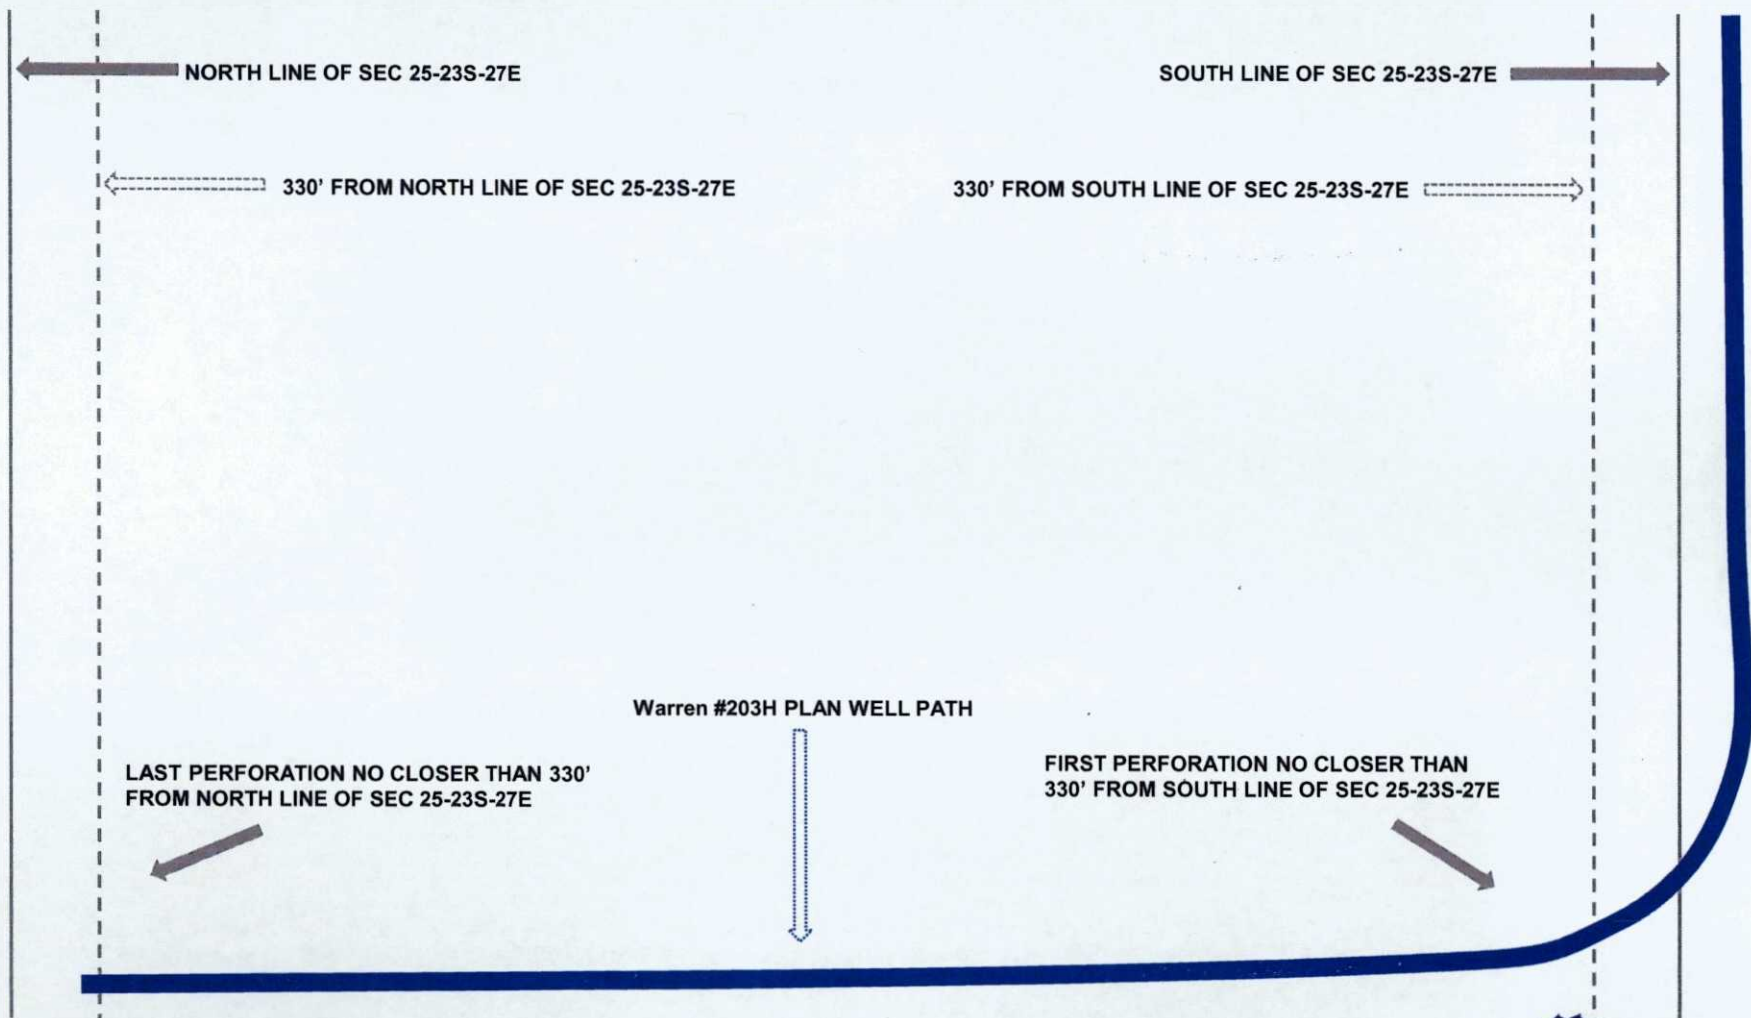 NORTH LINE OF SEC 25-23S-27E
SOUTH LINE OF SEC 25-23S-27E
330' FROM NORTH LINE OF SEC 25-23S-27E
330' FROM SOUTH LINE OF SEC 25-23S-27E
Warren #203H PLAN WELL PATH
LAST PERFORATION NO CLOSER THAN 330'
FROM NORTH LINE OF SEC 25-23S-27E
FIRST PERFORATION NO CLOSER THAN
330' FROM SOUTH LINE OF SEC 25-23S-27E